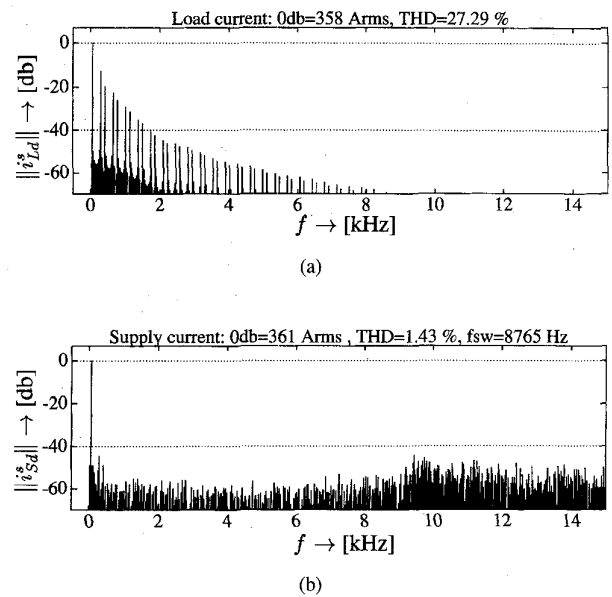 Load current: 0db=358 Arms, THD=27.29 %
||i^s_Ld|| → [db]
0
-20
-40
-60
0 2 4 6 8 10 12 14
f → [kHz]
(a)
Supply current: 0db=361 Arms , THD=1.43 %, fsw=8765 Hz
||i^s_Sd|| → [db]
0
-20
-40
-60
0 2 4 6 8 10 12 14
f → [kHz]
(b)